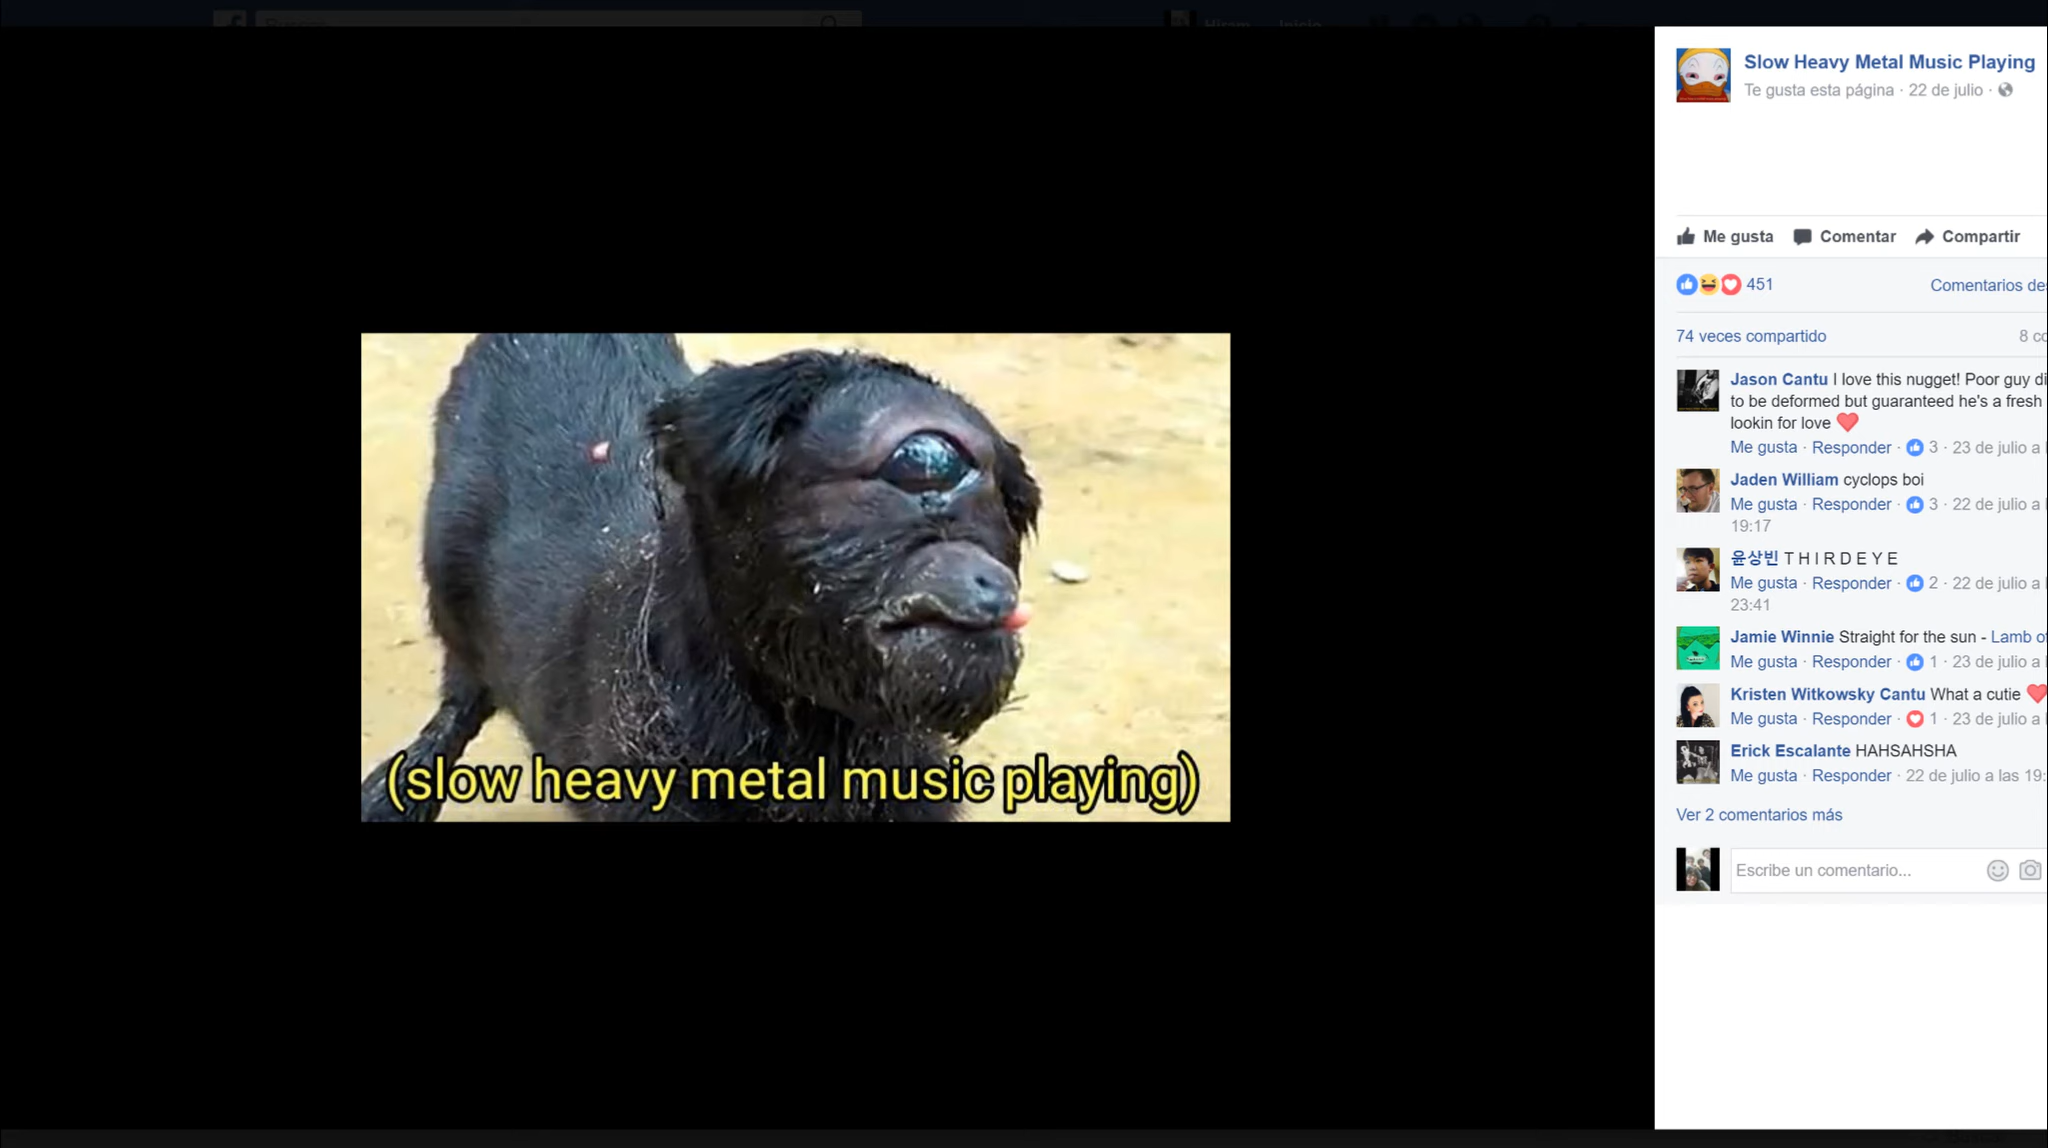 Hiram Inicio
Slow Heavy Metal Music Playing
Te gusta esta página · 22 de julio ·
Me gusta Comentar Compartir
451 Comentarios
74 veces compartido 8
Jason Cantu I love this nugget! Poor guy
to be deformed but guaranteed he's a fresh
lookin for love
Me gusta · Responder · 3 · 23 de julio a
Jaden William cyclops boi
Me gusta · Responder · 3 · 22 de julio a
19:17
윤상빈 T H I R D E Y E
Me gusta · Responder · 2 · 22 de julio a
23:41
Jamie Winnie Straight for the sun - Lamb
Me gusta · Responder · 1 · 23 de julio a
Kristen Witkowsky Cantu What a cutie
Me gusta · Responder · 1 · 23 de julio a
Erick Escalante HAHSAHSHA
Me gusta · Responder · 22 de julio a las 19:
Ver 2 comentarios más
Escribe un comentario...
(slow heavy metal music playing)